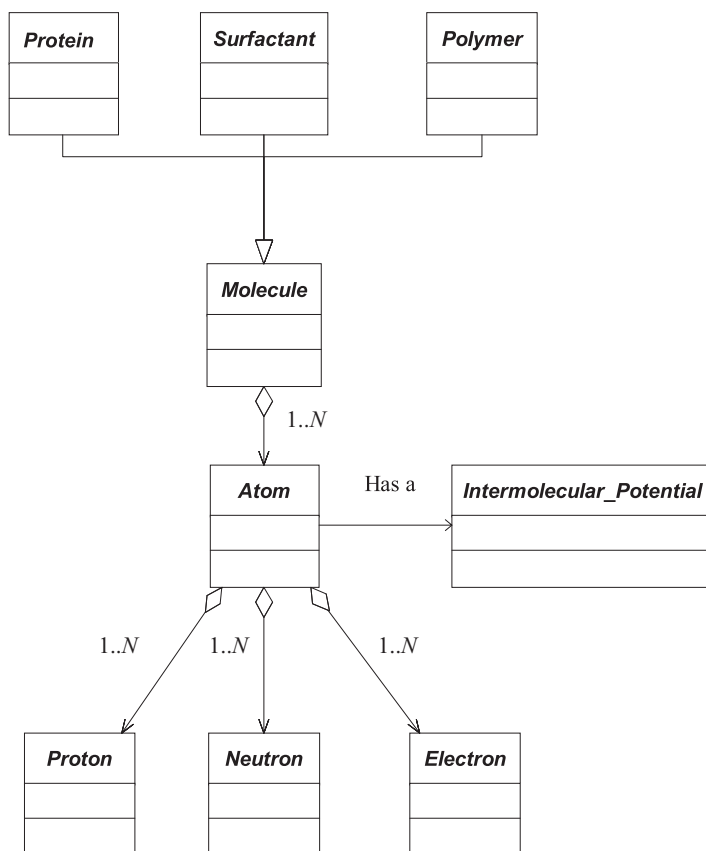 Protein
Surfactant
Polymer
Molecule
1..N
Atom
Has a
Intermolecular_Potential
1..N
1..N
1..N
Proton
Neutron
Electron